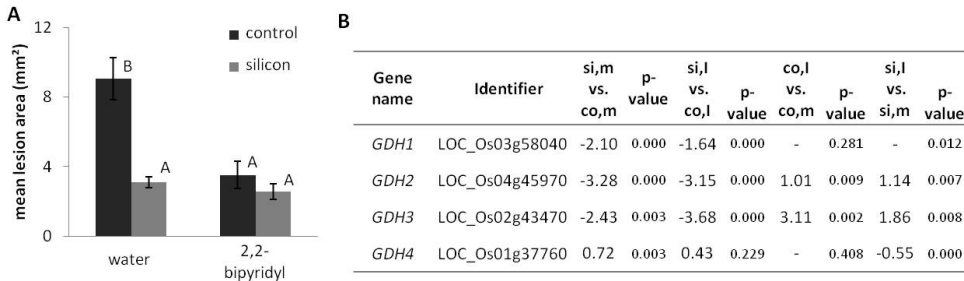 A
mean lesion area (mm²)
12
8
4
0
control
silicon
B
A
A
A
water
2,2-
bipyridyl
B
Gene name Identifier si,m vs. co,m p-value si,l vs. co,l p-value co,l vs. co,m p-value si,l vs. si,m p-value
GDH1 LOC_Os03g58040 -2.10 0.000 -1.64 0.000 - 0.281 - 0.012
GDH2 LOC_Os04g45970 -3.28 0.000 -3.15 0.000 1.01 0.009 1.14 0.007
GDH3 LOC_Os02g43470 -2.43 0.003 -3.68 0.000 3.11 0.002 1.86 0.008
GDH4 LOC_Os01g37760 0.72 0.003 0.43 0.229 - 0.408 -0.55 0.000